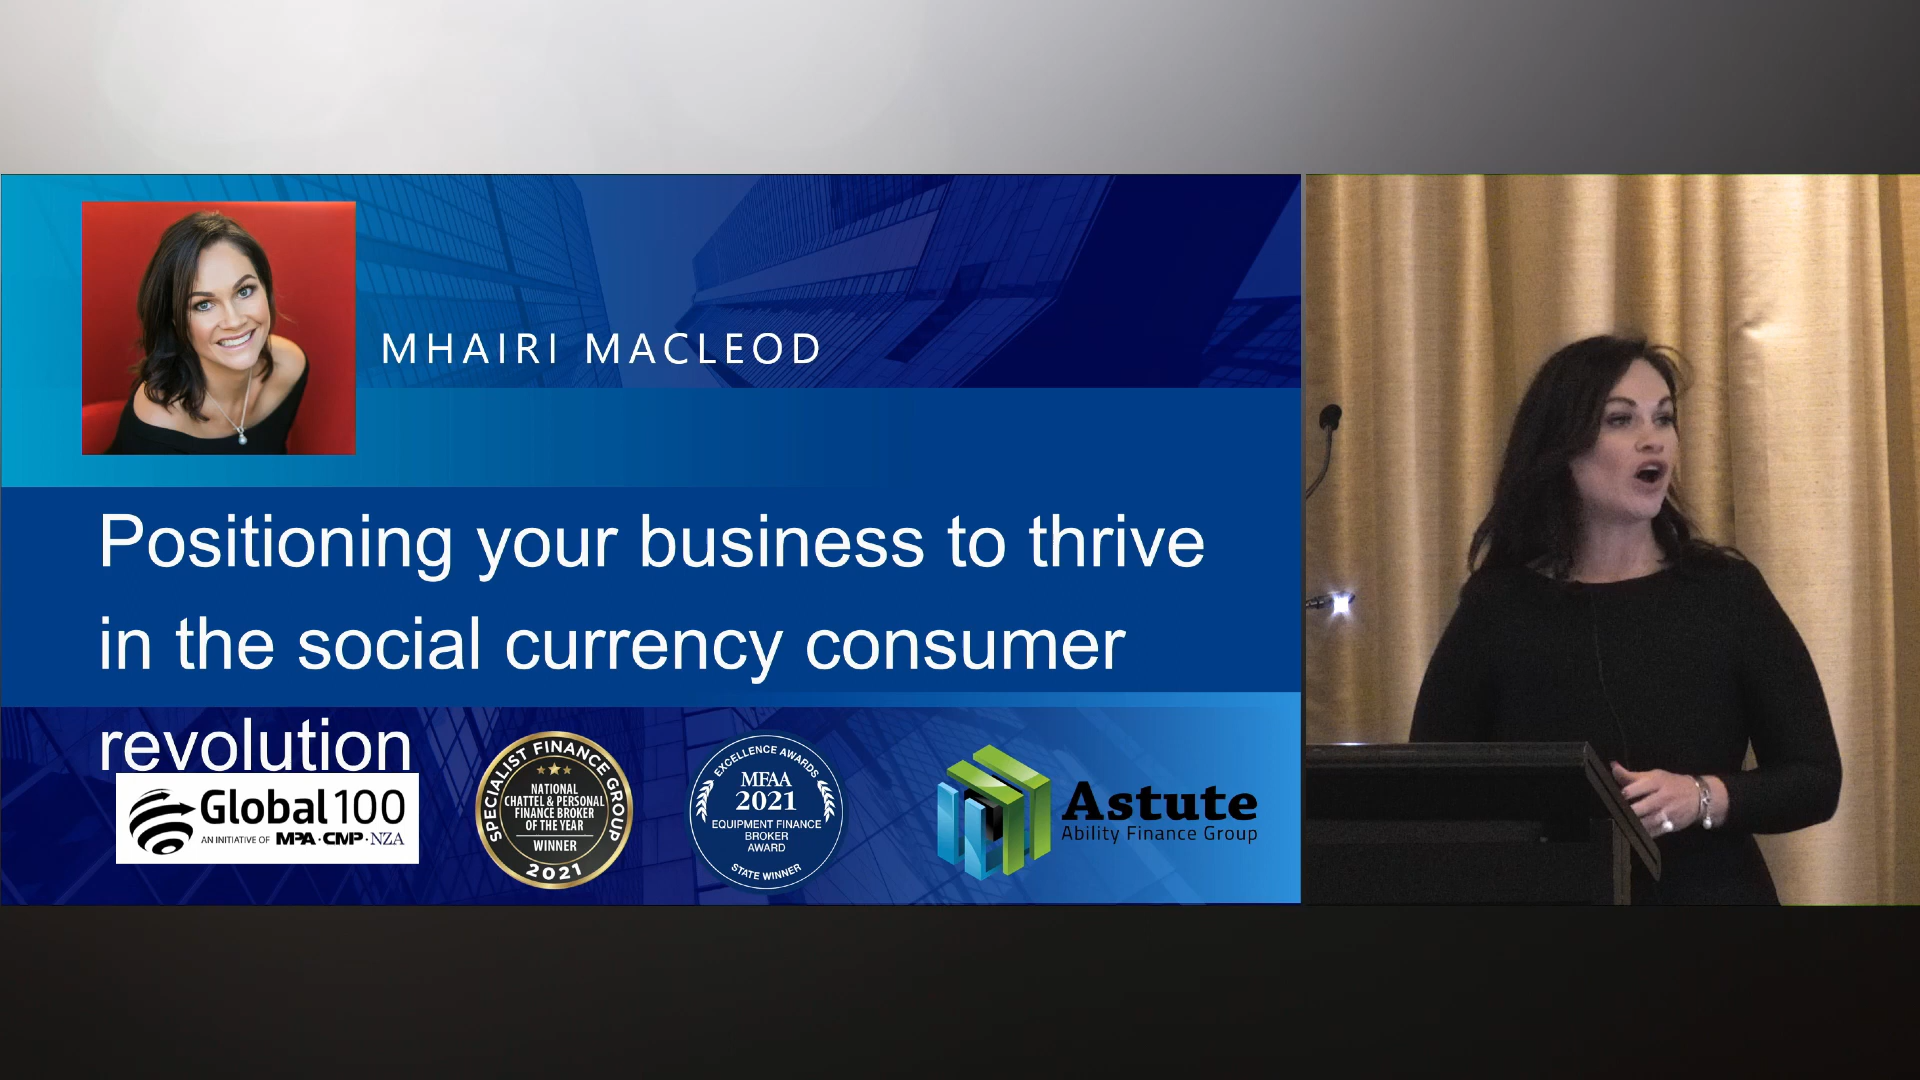 MHAIRI MACLEOD
Positioning your business to thrive
in the social currency consumer
revolution
Global 100
AN INITIATIVE OF MPA·CMP·NZA
SPECIALIST FINANCE GROUP
NATIONAL
CHATTEL & PERSONAL
FINANCE BROKER
OF THE YEAR
WINNER
2021
EXCELLENCE AWARDS
MFAA
2021
EQUIPMENT FINANCE
BROKER
AWARD
STATE WINNER
Astute
Ability Finance Group